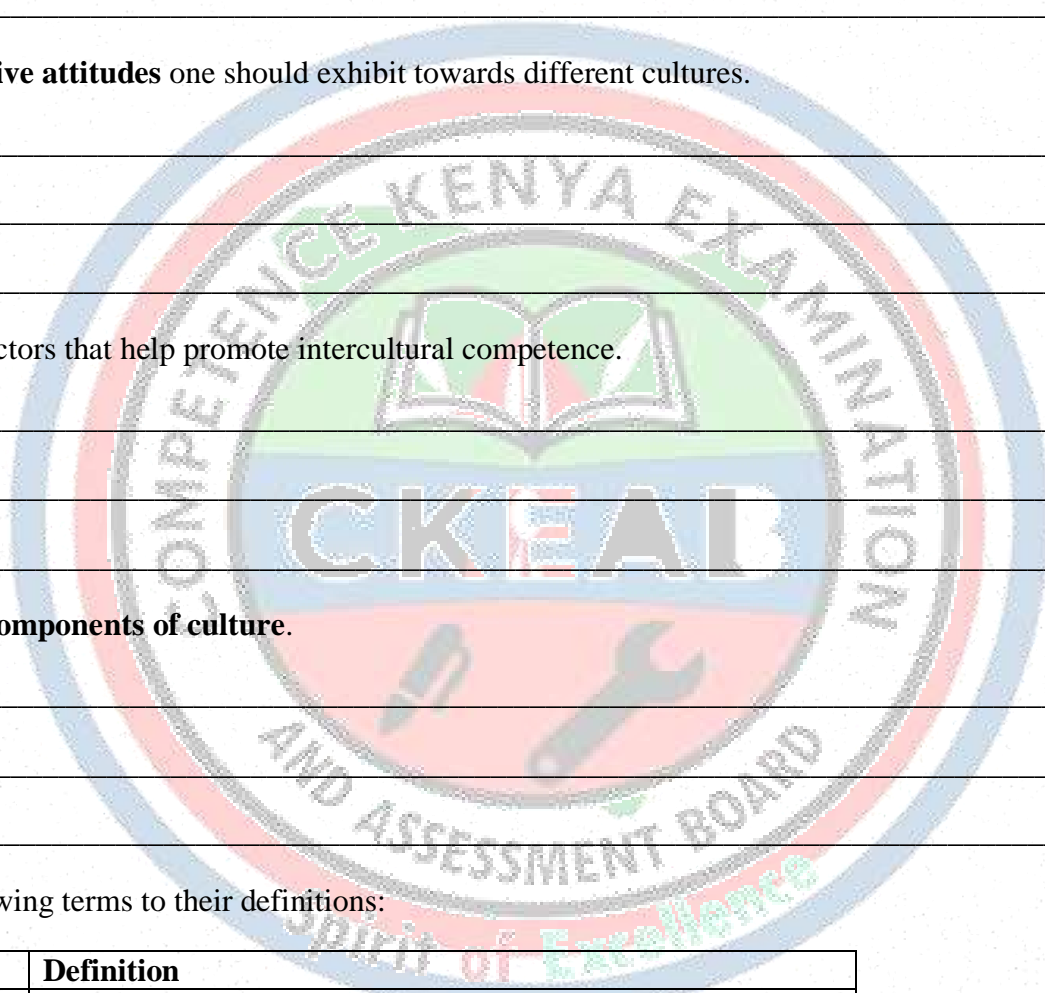 ive attitudes one should exhibit towards different cultures.
COMPETENCE KENYA EXAMINATION
ctors that help promote intercultural competence.
CKEAB
omponents of culture.
AND ASSESSMENT BOARD
wing terms to their definitions:
Spirit of Excellence
Definition